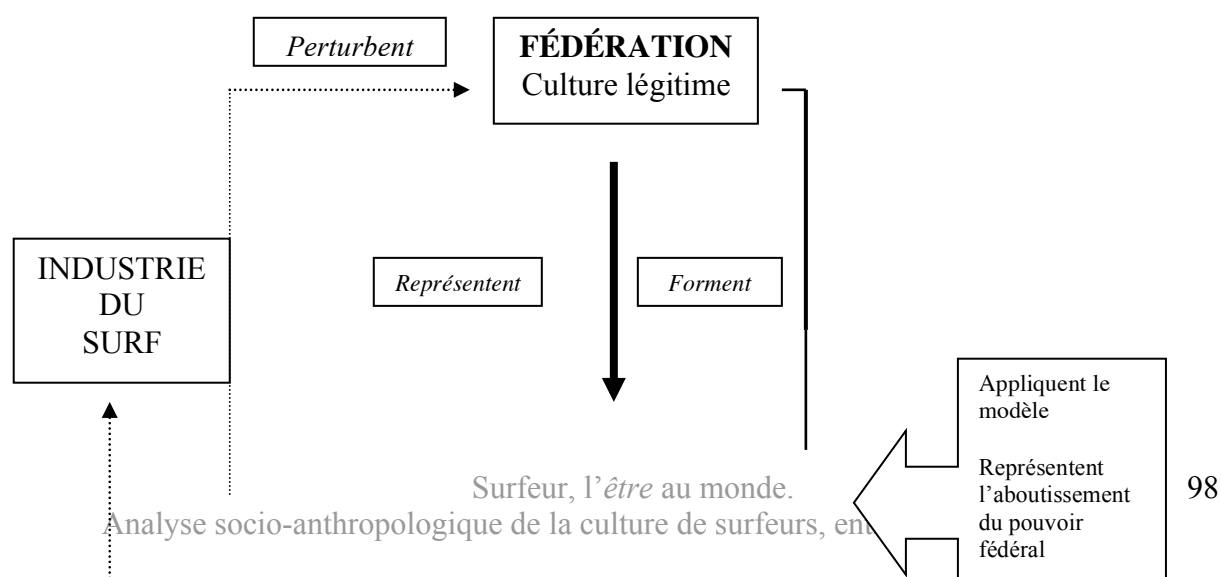 Perturbent
FÉDÉRATION
Culture légitime
INDUSTRIE
DU
SURF
Représentent
Forment
Appliquent le
modèle
Représentent
l'aboutissement
du pouvoir
fédéral
Surfeur, l'être au monde.
98
Analyse socio-anthropologique de la culture de surfeurs,